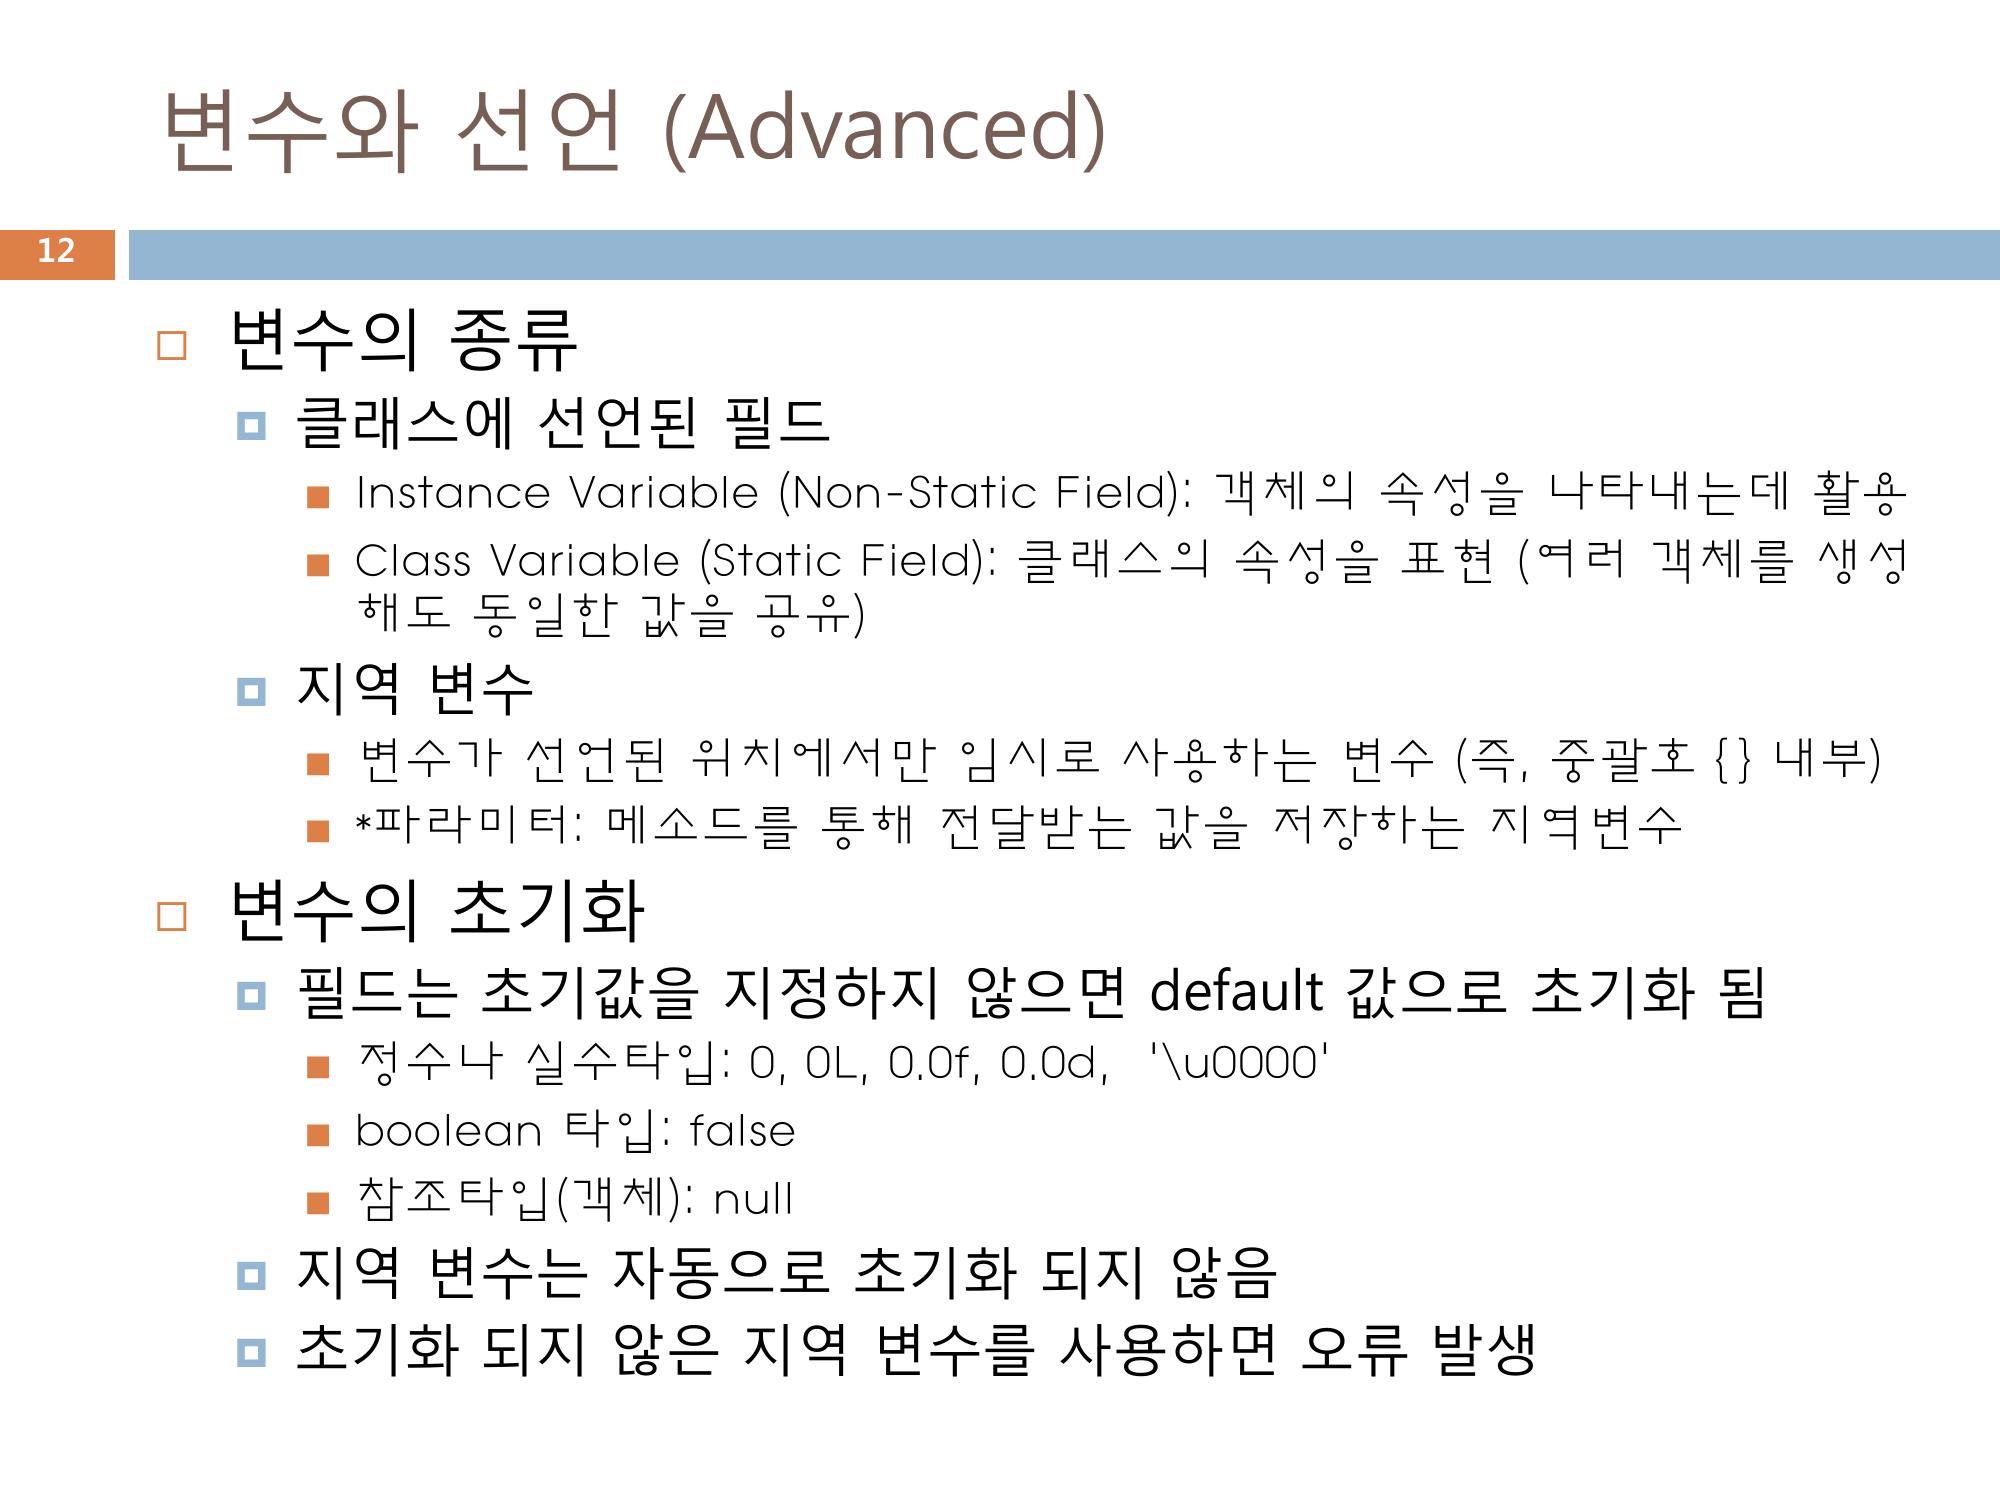 변수와 선언 (Advanced)
12
변수의 종류
클래스에 선언된 필드
Instance Variable (Non-Static Field): 객체의 속성을 나타내는데 활용
Class Variable (Static Field): 클래스의 속성을 표현 (여러 객체를 생성
해도 동일한 값을 공유)
지역 변수
변수가 선언된 위치에서만 임시로 사용하는 변수 (즉, 중괄호 {} 내부)
*파라미터: 메소드를 통해 전달받는 값을 저장하는 지역변수
변수의 초기화
필드는 초기값을 지정하지 않으면 default 값으로 초기화 됨
정수나 실수타입: 0, 0L, 0.0f, 0.0d, '\u0000'
boolean 타입: false
참조타입(객체): null
지역 변수는 자동으로 초기화 되지 않음
초기화 되지 않은 지역 변수를 사용하면 오류 발생